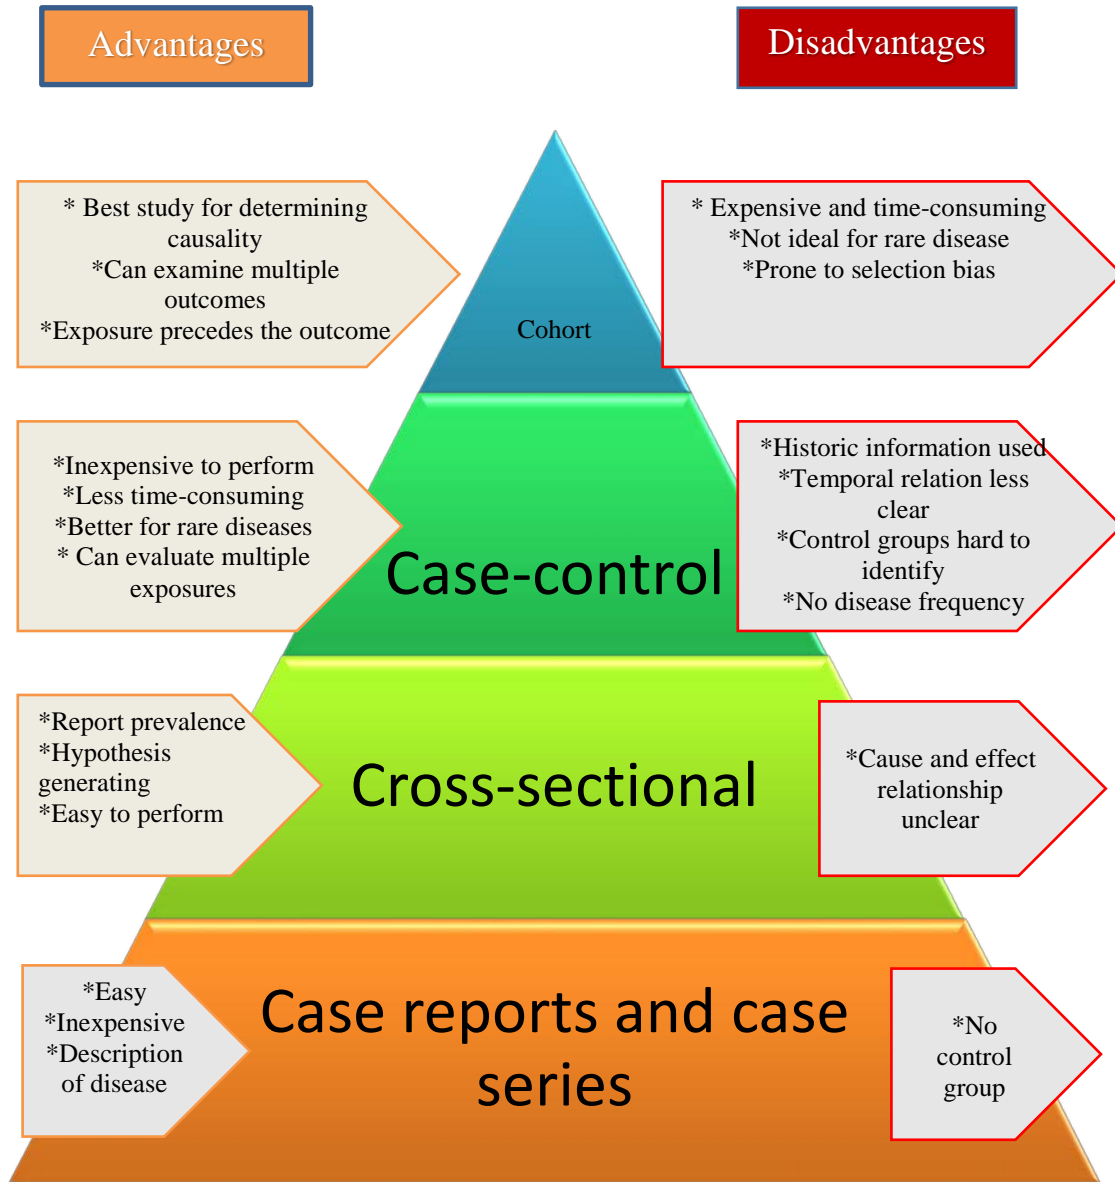 Advantages
Disadvantages
* Best study for determining
causality
*Can examine multiple
outcomes
*Exposure precedes the outcome
Cohort
* Expensive and time-consuming
*Not ideal for rare disease
*Prone to selection bias
*Inexpensive to perform
*Less time-consuming
*Better for rare diseases
* Can evaluate multiple
exposures
Case-control
*Historic information used
*Temporal relation less
clear
*Control groups hard to
identify
*No disease frequency
*Report prevalence
*Hypothesis
generating
*Easy to perform
Cross-sectional
*Cause and effect
relationship
unclear
*Easy
*Inexpensive
*Description
of disease
Case reports and case
series
*No
control
group